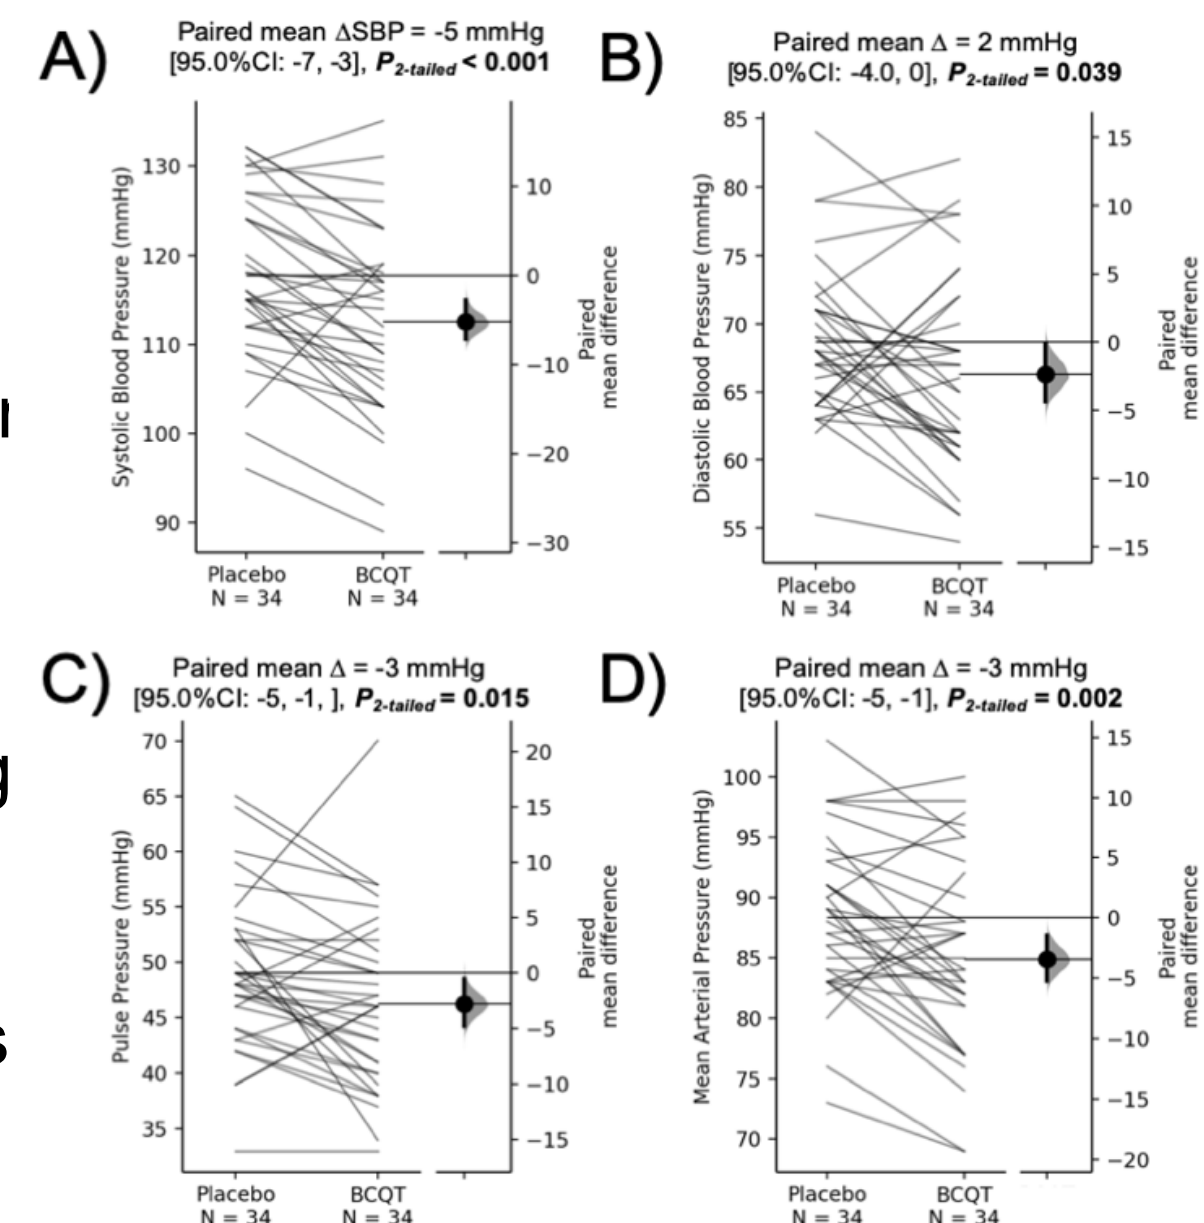 A)
Paired mean ΔSBP = -5 mmHg
[95.0%CI: -7, -3], P2-tailed < 0.001
Systolic Blood Pressure (mmHg)
130
120
110
100
90
10
0
−10
−20
−30
Paired
mean difference
Placebo
N = 34
BCQT
N = 34
B)
Paired mean Δ = 2 mmHg
[95.0%CI: -4.0, 0], P2-tailed = 0.039
Diastolic Blood Pressure (mmHg)
85
80
75
70
65
60
55
15
10
5
0
−5
−10
−15
Paired
mean difference
Placebo
N = 34
BCQT
N = 34
C)
Paired mean Δ = -3 mmHg
[95.0%CI: -5, -1, ], P2-tailed = 0.015
Pulse Pressure (mmHg)
70
65
60
55
50
45
40
35
20
15
10
5
0
−5
−10
−15
Paired
mean difference
Placebo
N = 34
BCQT
N = 34
D)
Paired mean Δ = -3 mmHg
[95.0%CI: -5, -1], P2-tailed = 0.002
Mean Arterial Pressure (mmHg)
100
95
90
85
80
75
70
15
10
5
0
−5
−10
−15
−20
Paired
mean difference
Placebo
N = 34
BCQT
N = 34
g
s